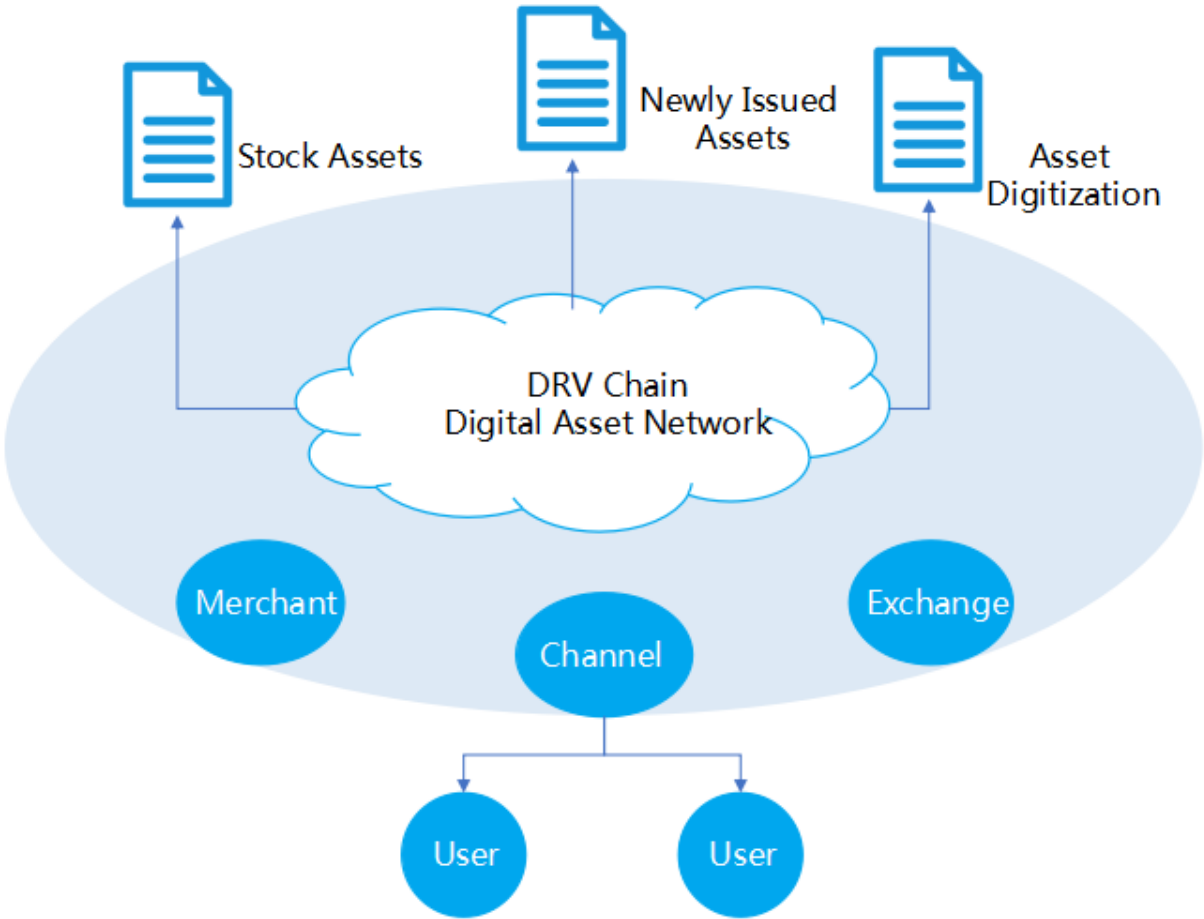 Newly Issued
Assets
Stock Assets
Asset
Digitization
DRV Chain
Digital Asset Network
Merchant
Exchange
Channel
User
User